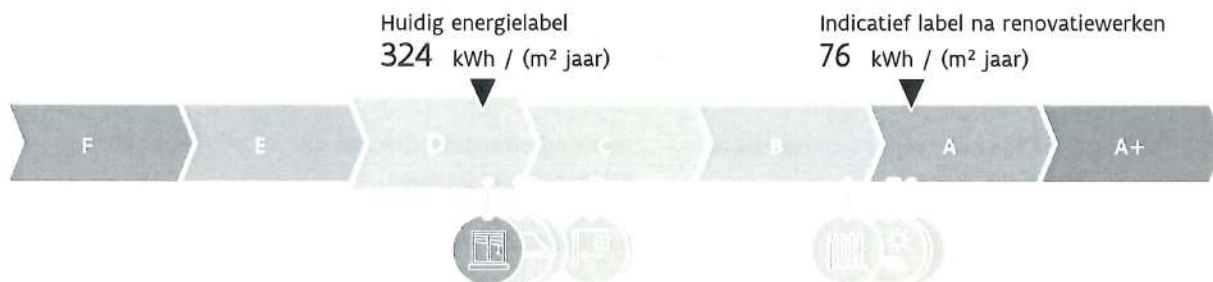 Huidig energielabel
324 kWh / (m² jaar)
Indicatief label na renovatiewerken
76 kWh / (m² jaar)
F E D C B A A+